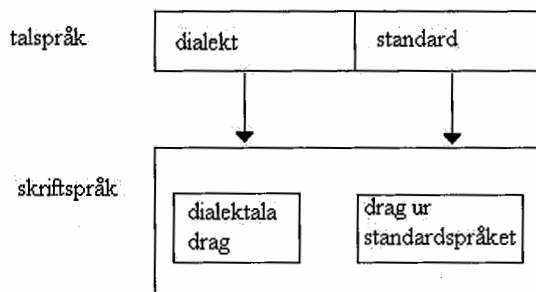 talspråk
dialekt
standard
skriftspråk
dialektala
drag
drag ur
standardspråket